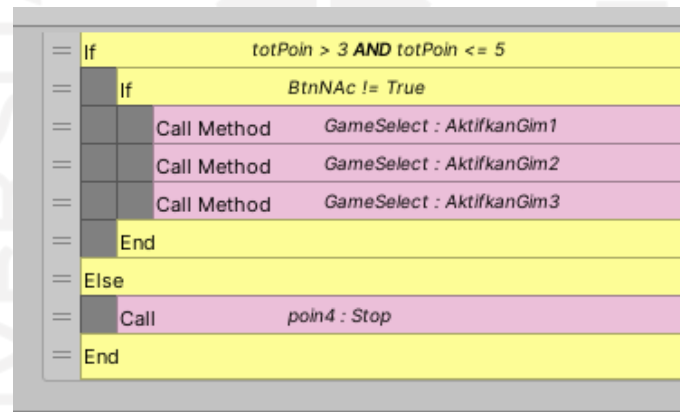 If totPoin > 3 AND totPoin <= 5
If BtnNAc != True
Call Method GameSelect : AktifkanGim1
Call Method GameSelect : AktifkanGim2
Call Method GameSelect : AktifkanGim3
End
Else
Call poin4 : Stop
End